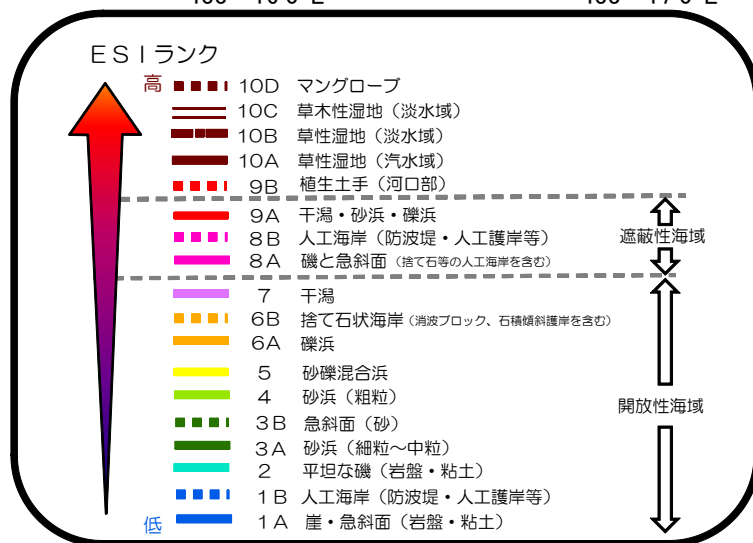 ESIランク
高 10D マングローブ
10C 草木性湿地（淡水域）
10B 草性湿地（淡水域）
10A 草性湿地（汽水域）
9B 植生土手（河口部）
9A 干潟・砂浜・礫浜
8B 人工海岸（防波堤・人工護岸等）
遮蔽性海域
8A 磯と急斜面（捨て石等の人工海岸を含む）
7 干潟
6B 捨て石状海岸（消波ブロック、石積傾斜護岸を含む）
6A 礫浜
5 砂礫混合浜
4 砂浜（粗粒）
開放性海域
3B 急斜面（砂）
3A 砂浜（細粒～中粒）
2 平坦な磯（岩盤・粘土）
1B 人工海岸（防波堤・人工護岸等）
低 1A 崖・急斜面（岩盤・粘土）